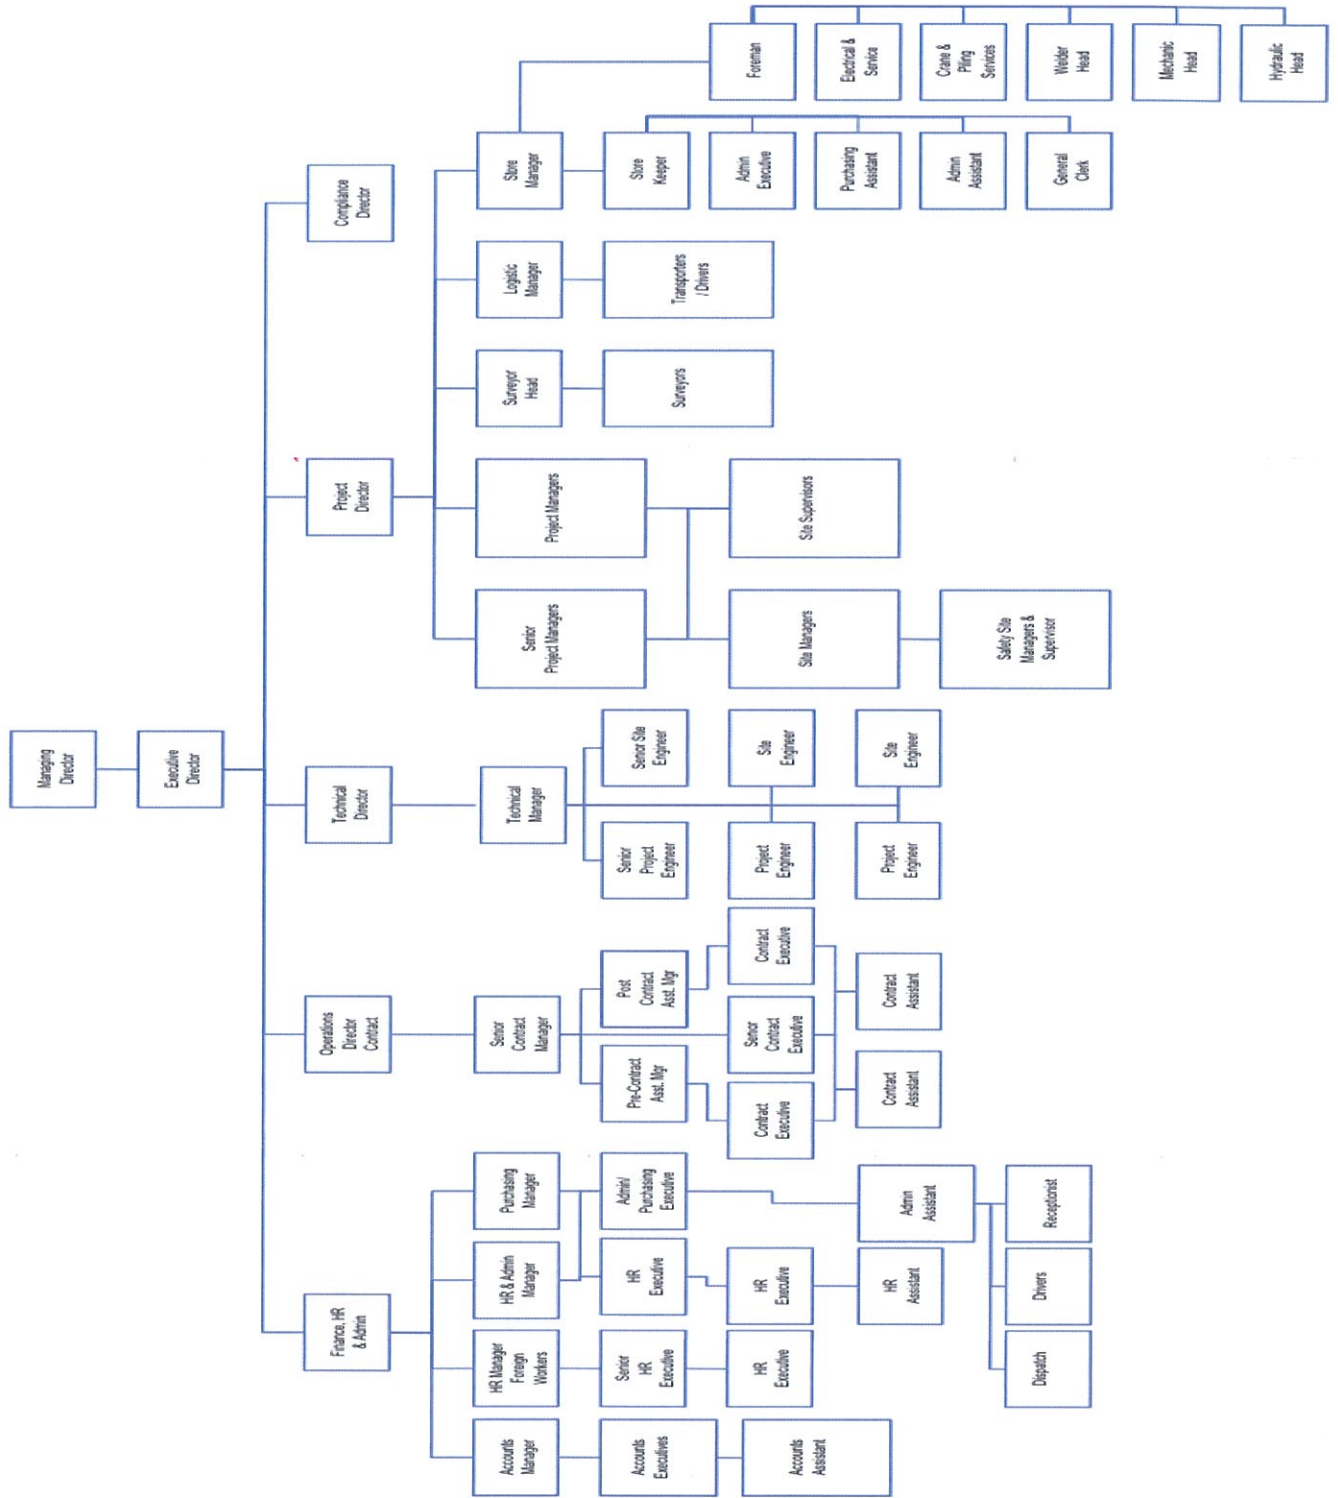 Managing
Director
Executive
Director
Finance, HR
& Admin
Operations
Director
Contract
Technical
Director
Project
Director
Compliance
Director
Accounts
Manager
HR Manager
Foreign
Workers
HR & Admin
Manager
Purchasing
Manager
Senior
Contract
Manager
Technical
Manager
Senior
Project Managers
Project Managers
Surveyor
Head
Logistic
Manager
Store
Manager
Accounts
Executives
Senior
HR
Executive
HR
Executive
Admin/
Purchasing
Executive
Pre-Contract
Asst. Mgr
Post
Contract
Asst. Mgr
Senior
Project
Engineer
Senior Site
Engineer
Surveyors
Transporters
/ Drivers
Store
Keeper
Accounts
Assistant
HR
Executive
HR
Executive
Contract
Executive
Senior
Contract
Executive
Contract
Executive
Project
Engineer
Site
Engineer
Site Managers
Site Supervisors
Admin
Executive
Foreman
HR
Assistant
Admin
Assistant
Contract
Assistant
Contract
Assistant
Project
Engineer
Site
Engineer
Purchasing
Assistant
Electrical &
Service
Safety Site
Managers &
Supervisor
Admin
Assistant
Crane &
Piling
Services
Dispatch
Drivers
Receptionist
General
Clerk
Welder
Head
Mechanic
Head
Hydraulic
Head